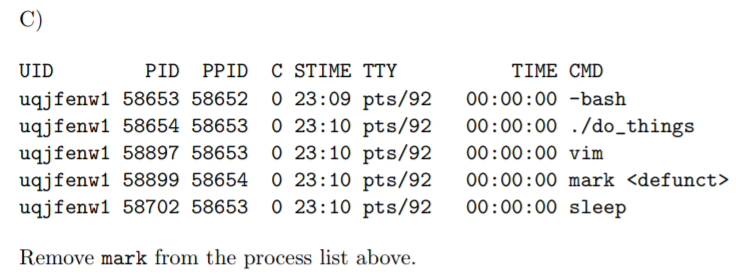 C)
UID PID PPID C STIME TTY TIME CMD
uqjfenw1 58653 58652 0 23:09 pts/92 00:00:00 -bash
uqjfenw1 58654 58653 0 23:10 pts/92 00:00:00 ./do_things
uqjfenw1 58897 58653 0 23:10 pts/92 00:00:00 vim
uqjfenw1 58899 58654 0 23:10 pts/92 00:00:00 mark <defunct>
uqjfenw1 58702 58653 0 23:10 pts/92 00:00:00 sleep
Remove mark from the process list above.